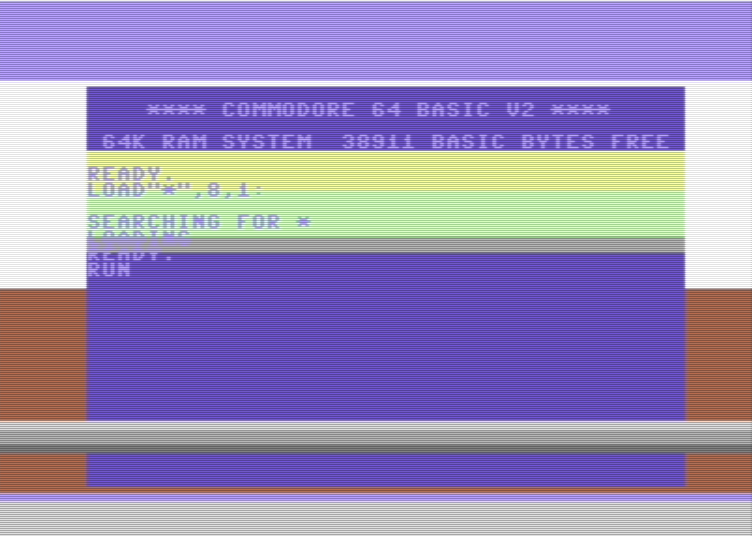 **** COMMODORE 64 BASIC V2 ****
64K RAM SYSTEM 38911 BASIC BYTES FREE
READY.
LOAD"*",8,1:
SEARCHING FOR *
LOADING
READY.
RUN